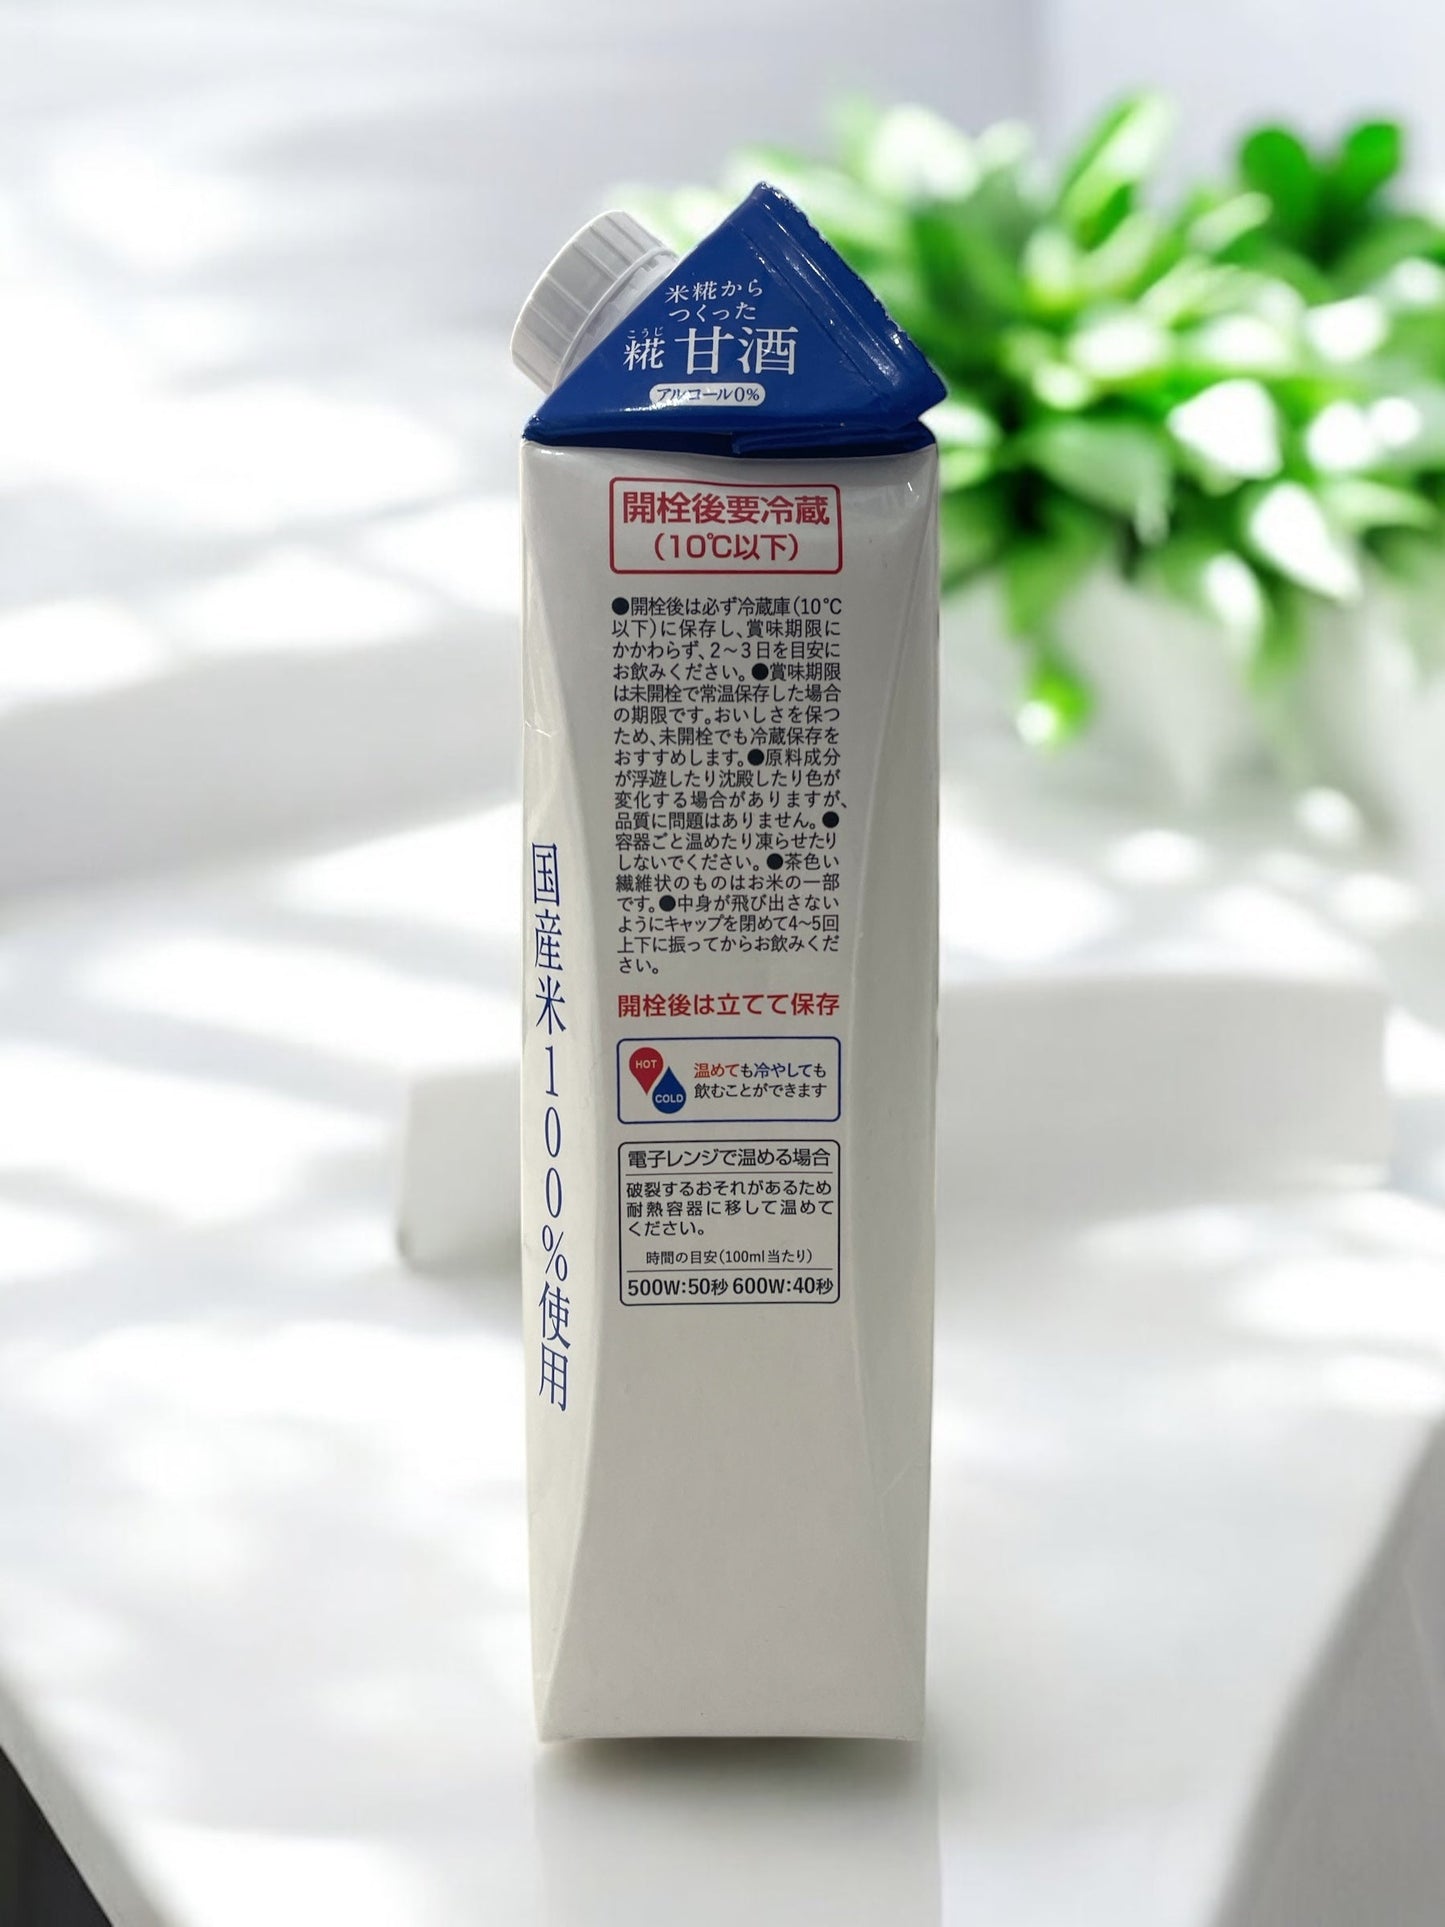 米糀から
つくった
こうじ
糀 甘酒
アルコール0%
開栓後要冷蔵
(10℃以下)
●開栓後は必ず冷蔵庫(10℃
以下)に保存し、賞味期限に
かかわらず、2〜3日を目安に
お飲みください。●賞味期限
は未開栓で常温保存した場合
の期限です。おいしさを保つ
ため、未開栓でも冷蔵保存を
おすすめします。●原料成分
が浮遊したり沈殿したり色が
変化する場合がありますが、
品質に問題はありません。●
容器ごと温めたり凍らせたり
しないでください。●茶色い
繊維状のものはお米の一部
です。●中身が飛び出さない
ようにキャップを閉めて4〜5回
上下に振ってからお飲みくだ
さい。
開栓後は立てて保存
HOT
COLD
温めても冷やしても
飲むことができます
電子レンジで温める場合
破裂するおそれがあるため
耐熱容器に移して温めて
ください。
時間の目安(100ml当たり)
500W:50秒 600W:40秒
国産米100%使用